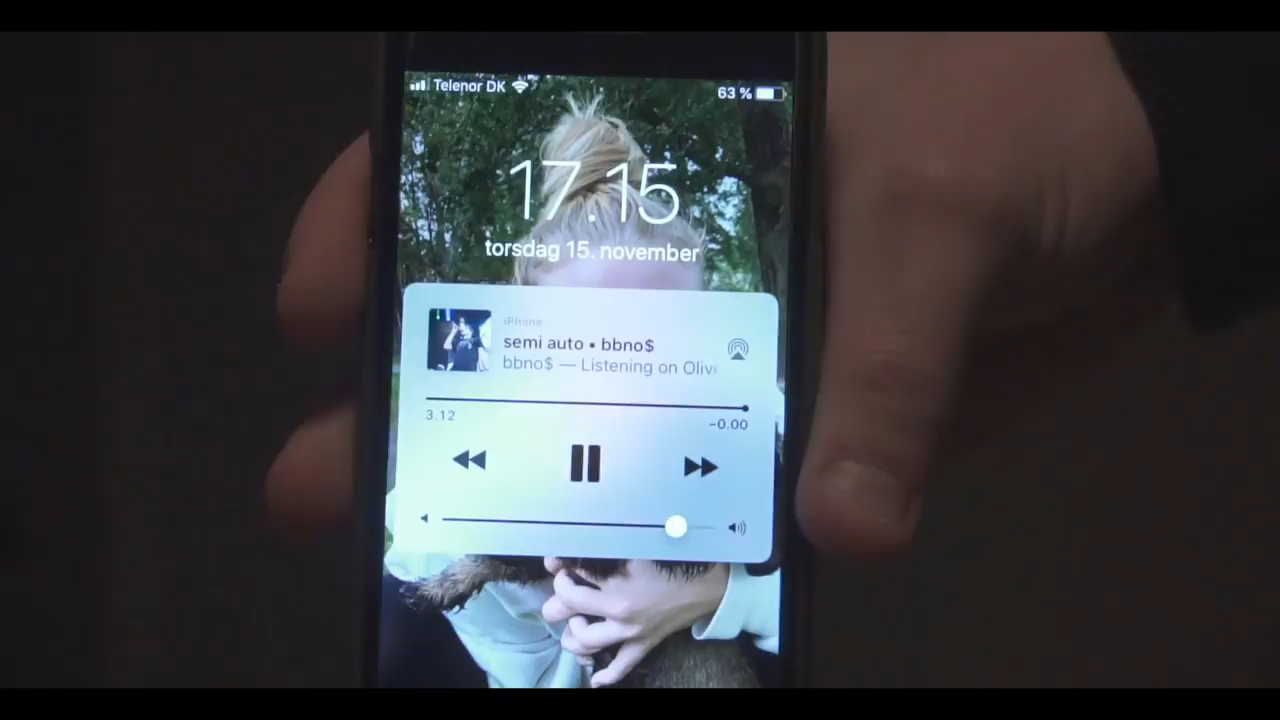 Telenor DK
63 %
17.15
torsdag 15. november
iPhone
semi auto • bbno$
bbno$ — Listening on Oliv
3.12
-0.00